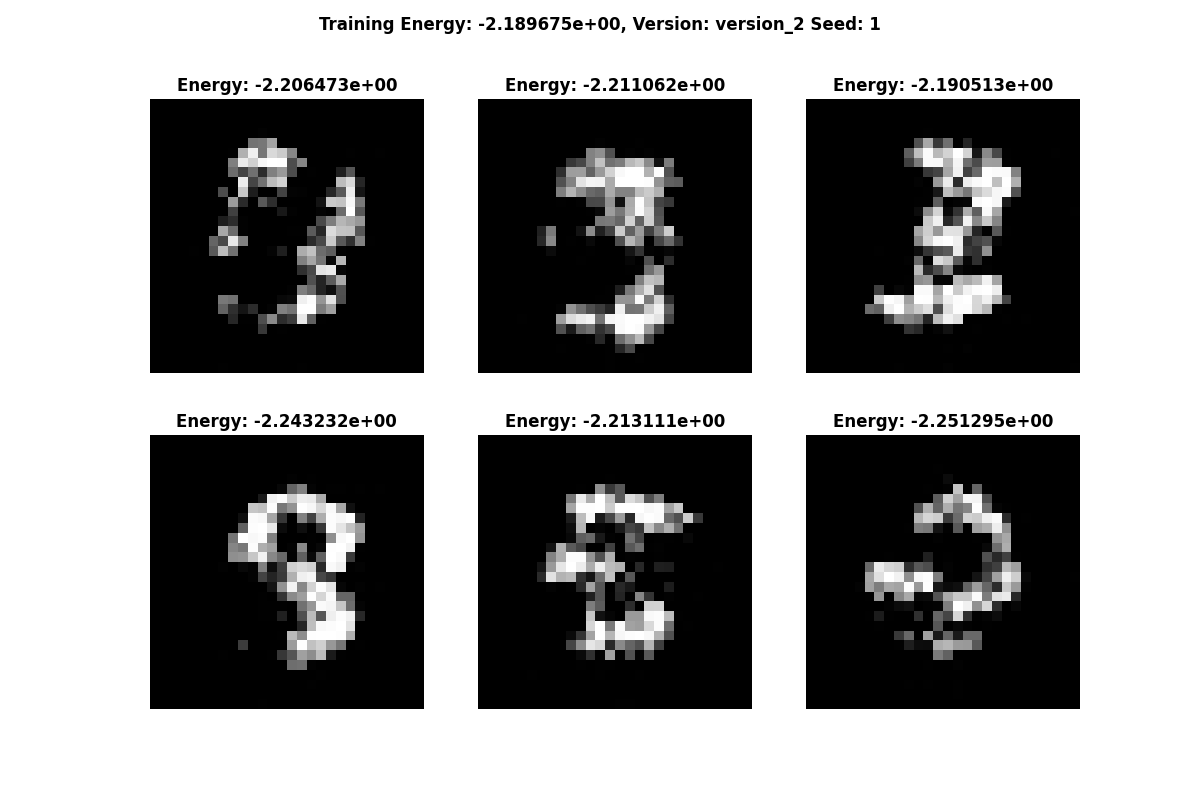 Training Energy: -2.189675e+00, Version: version_2 Seed: 1
Energy: -2.206473e+00
Energy: -2.211062e+00
Energy: -2.190513e+00
Energy: -2.243232e+00
Energy: -2.213111e+00
Energy: -2.251295e+00